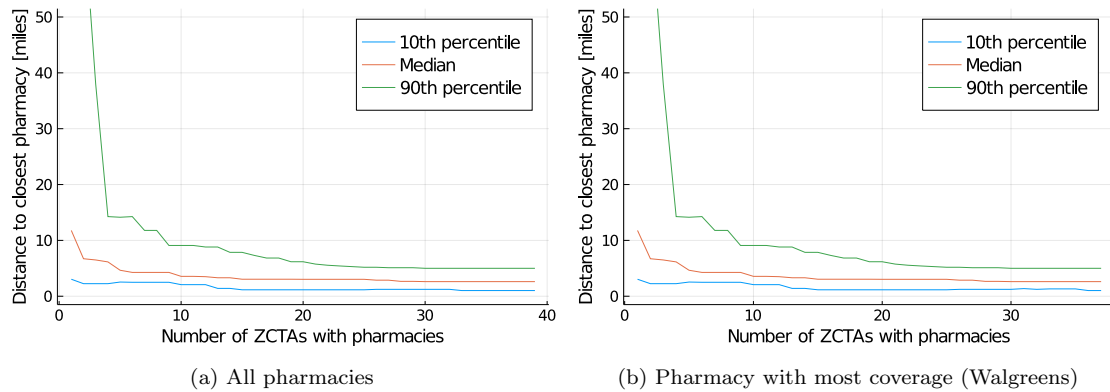 50
40
30
20
10
0
Distance to closest pharmacy [miles]
10th percentile
Median
90th percentile
0
10
20
30
40
Number of ZCTAs with pharmacies
(a) All pharmacies
50
40
30
20
10
0
Distance to closest pharmacy [miles]
10th percentile
Median
90th percentile
0
10
20
30
Number of ZCTAs with pharmacies
(b) Pharmacy with most coverage (Walgreens)